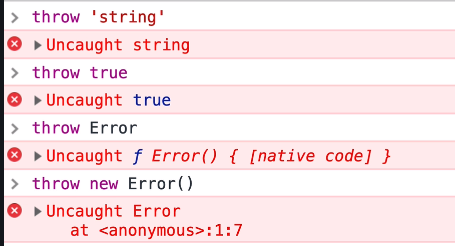 throw 'string'
Uncaught string
throw true
Uncaught true
throw Error
Uncaught ƒ Error() { [native code] }
throw new Error()
Uncaught Error
at <anonymous>:1:7